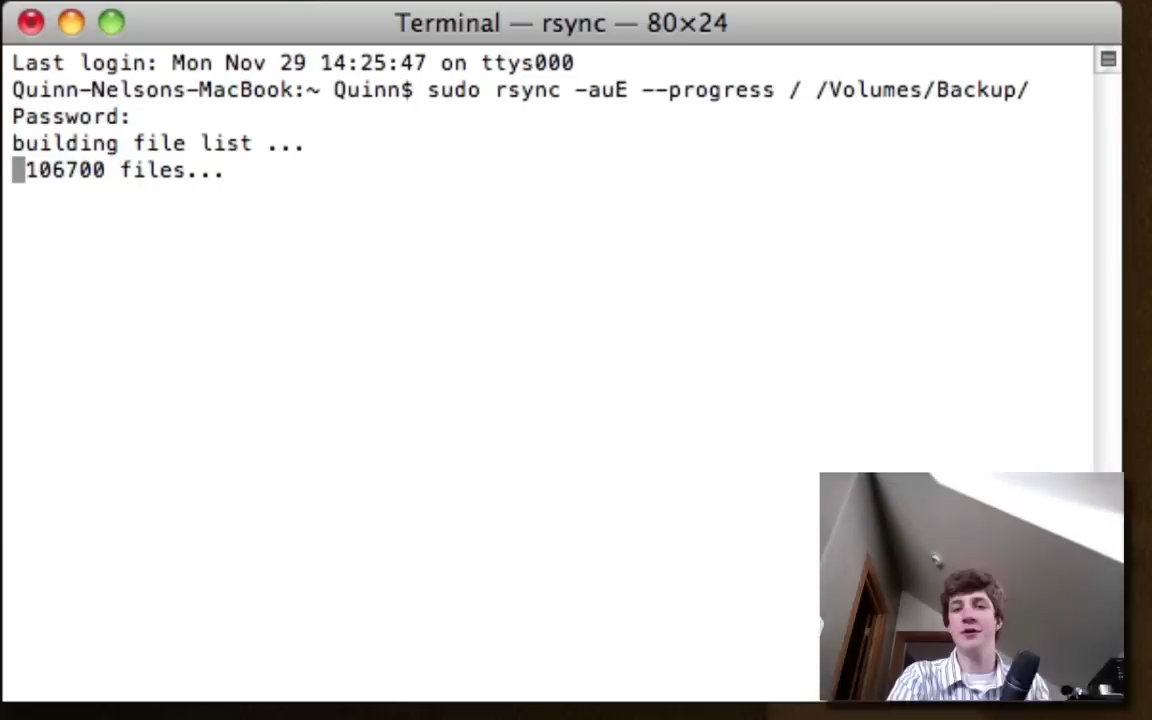 Terminal — rsync — 80×24
Last login: Mon Nov 29 14:25:47 on ttys000
Quinn-Nelsons-MacBook:~ Quinn$ sudo rsync -auE --progress / /Volumes/Backup/
Password:
building file list ...
106700 files...